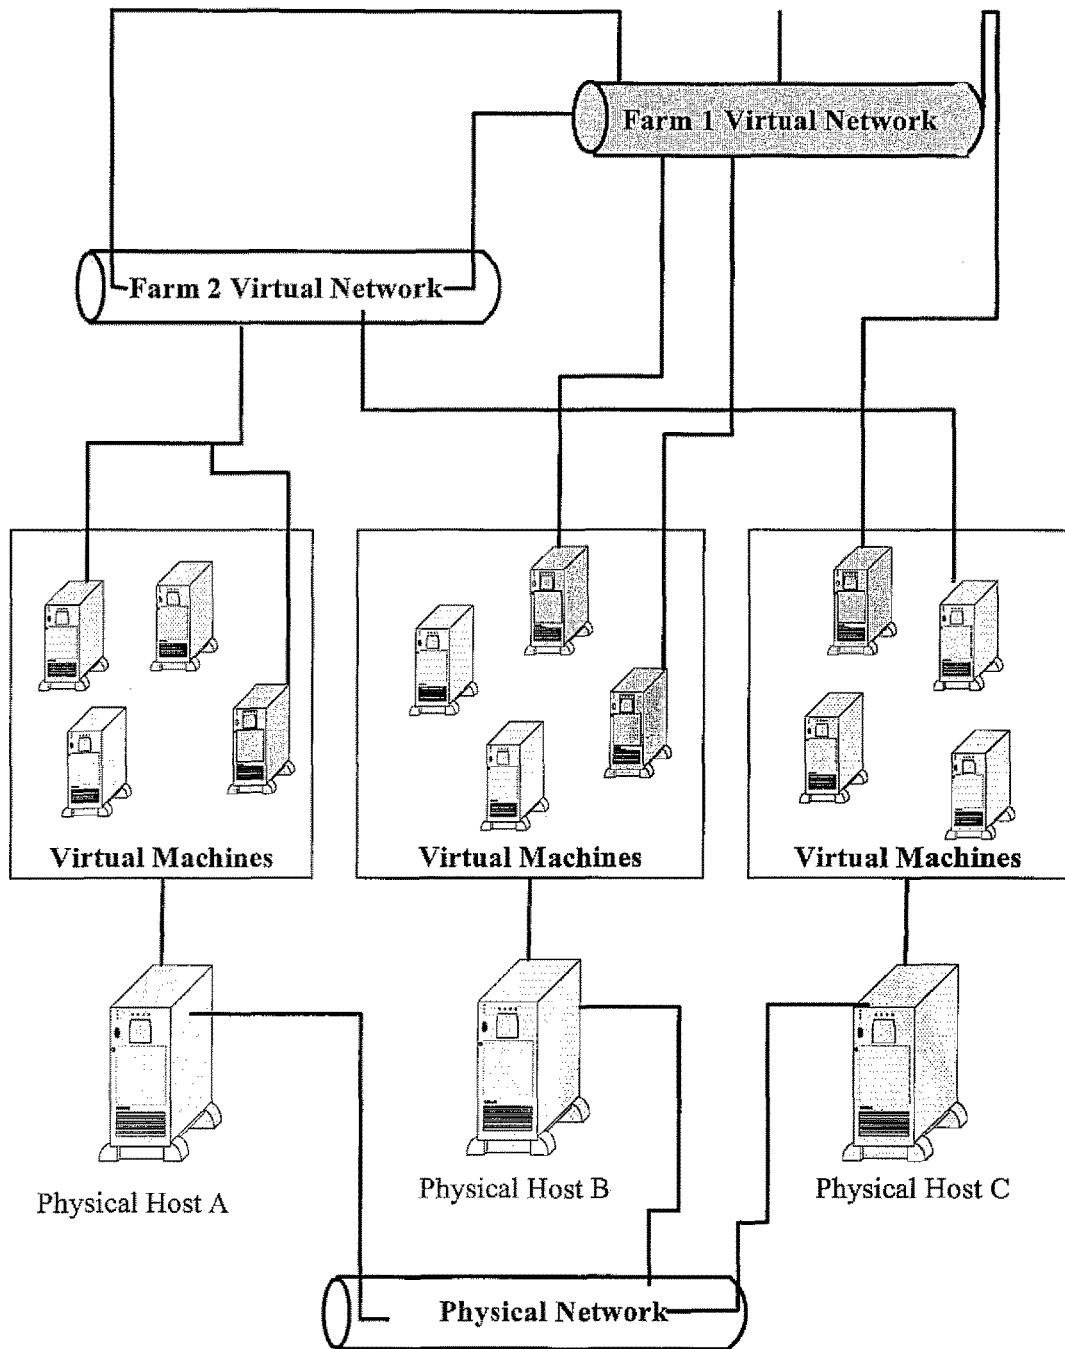 Farm 1 Virtual Network
Farm 2 Virtual Network
Virtual Machines
Virtual Machines
Virtual Machines
Physical Host A
Physical Host B
Physical Host C
Physical Network